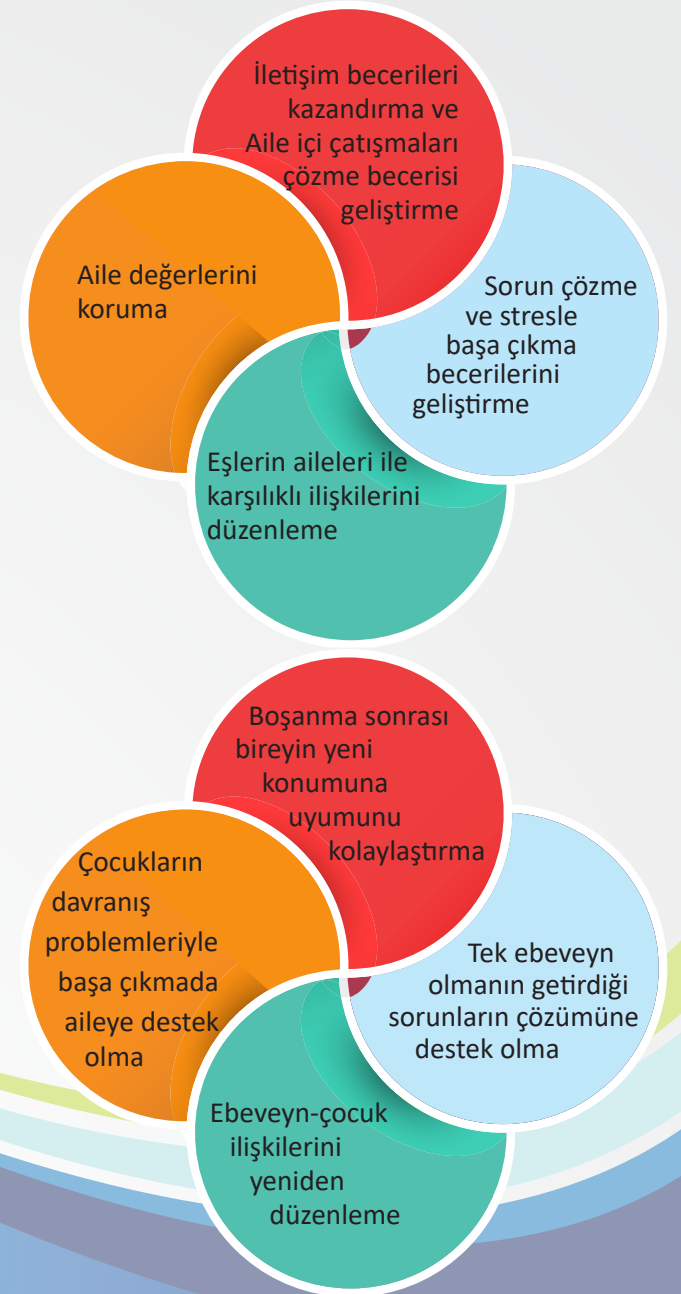 İletişim becerileri
kazandırma ve
Aile içi çatışmaları
çözme becerisi
geliştirme
Aile değerlerini
koruma
Sorun çözme
ve stresle
başa çıkma
becerilerini
geliştirme
Eşlerin aileleri ile
karşılıklı ilişkilerini
düzenleme
Boşanma sonrası
bireyin yeni
konumuna
uyumunu
kolaylaştırma
Çocukların
davranış
problemleriyle
başa çıkmada
aileye destek
olma
Tek ebeveyn
olmanın getirdiği
sorunların çözümüne
destek olma
Ebeveyn-çocuk
ilişkilerini
yeniden
düzenleme